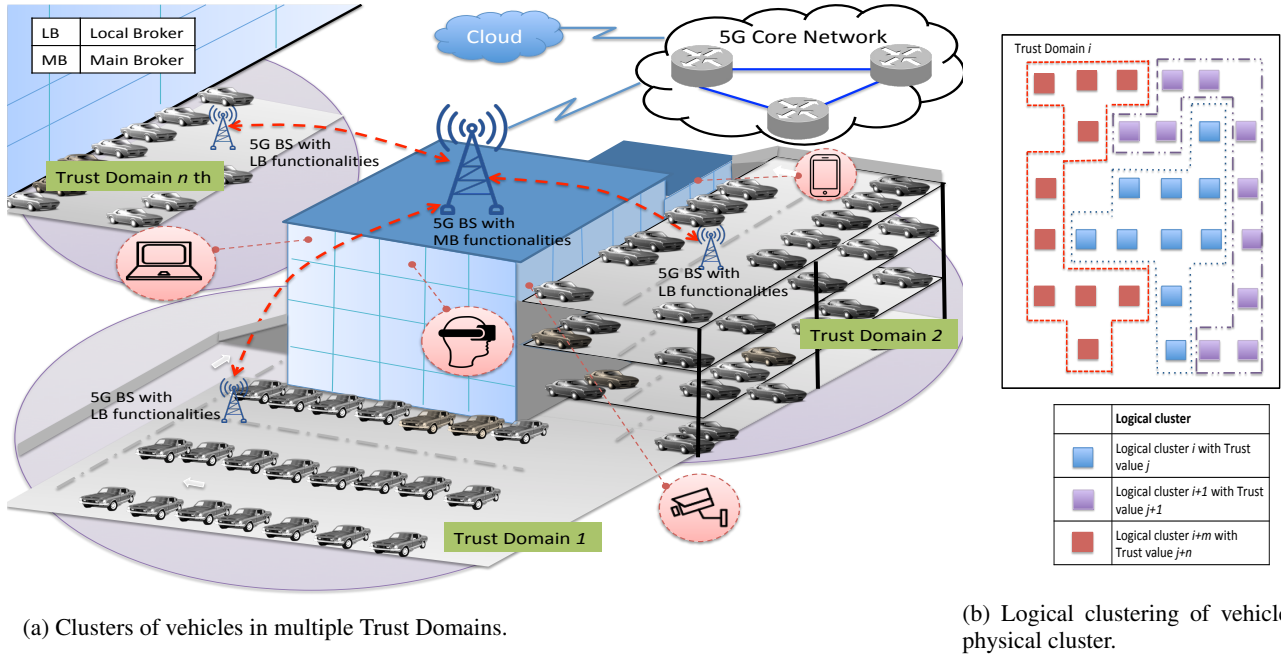 LB Local Broker
MB Main Broker
Cloud
5G Core Network
5G BS with
LB functionalities
Trust Domain n th
5G BS with
MB functionalities
5G BS with
LB functionalities
Trust Domain 2
5G BS with
LB functionalities
Trust Domain 1
(a) Clusters of vehicles in multiple Trust Domains.
Trust Domain i
Logical cluster
Logical cluster i with Trust
value j
Logical cluster i+1 with Trust
value j+1
Logical cluster i+m with
Trust value j+n
(b) Logical clustering of vehicle
physical cluster.